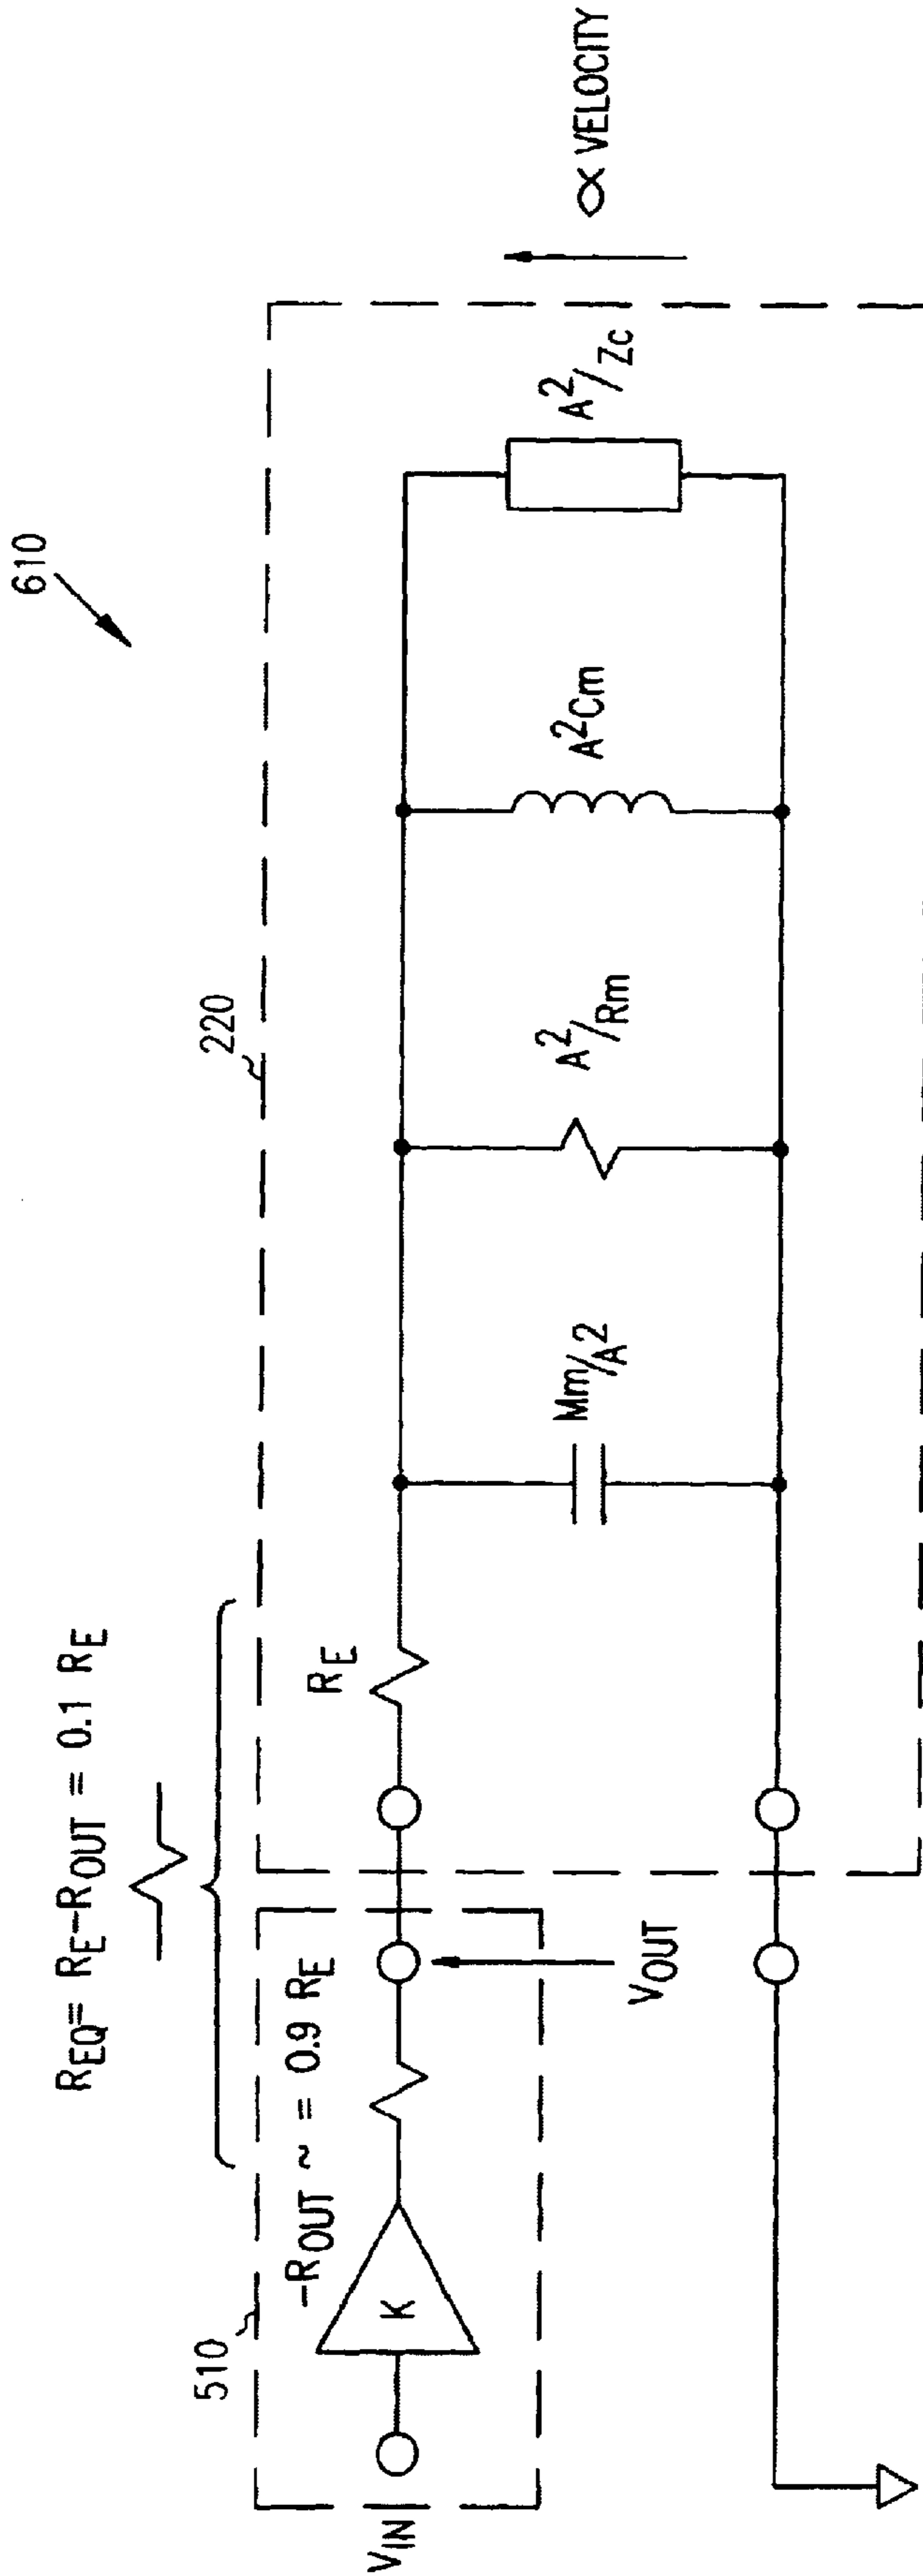 610
R_EQ= R_E-R_OUT = 0.1 R_E
510
220
-R_OUT ~ = 0.9 R_E
R_E
V_IN
K
V_OUT
Mm/A²
A²/Rm
A²Cm
A²/Zc
∝ VELOCITY